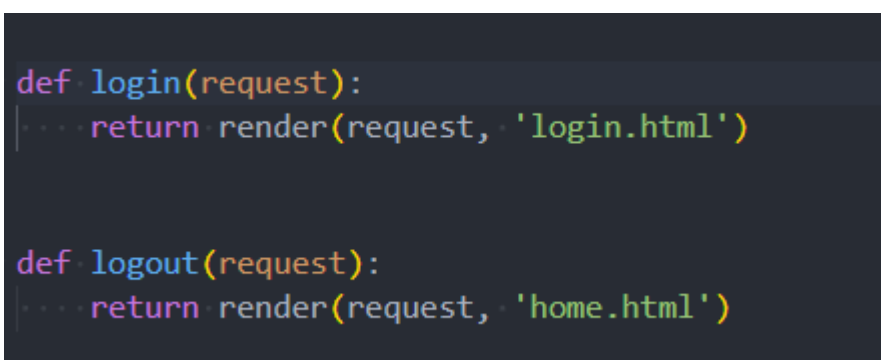 def login(request):
    return render(request, 'login.html')
def logout(request):
    return render(request, 'home.html')